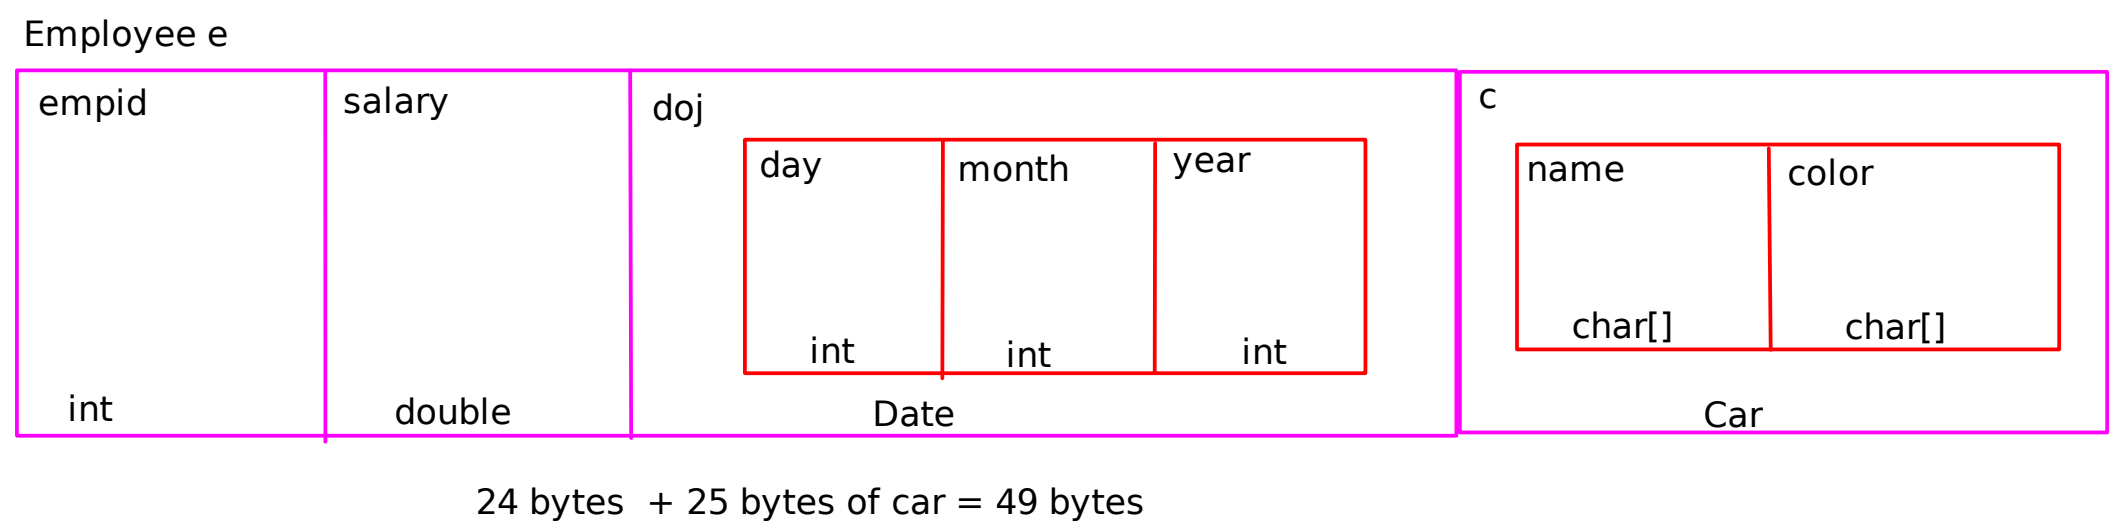 Employee e
empid
salary
doj
c
day
month
year
name
color
int
int
int
char[]
char[]
int
double
Date
Car
24 bytes + 25 bytes of car = 49 bytes